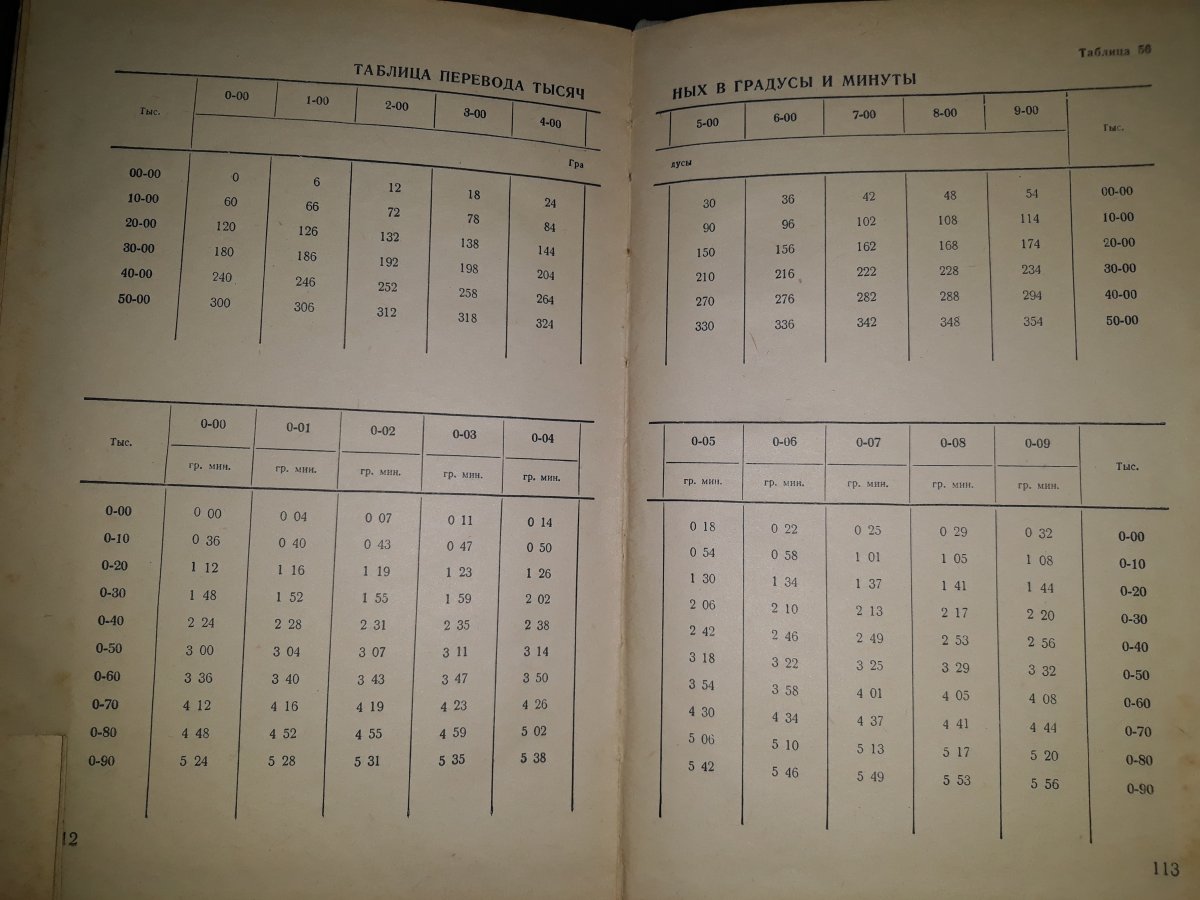 Таблица 56
ТАБЛИЦА ПЕРЕВОДА ТЫСЯЧ НЫХ В ГРАДУСЫ И МИНУТЫ
Тыс. 0-00 1-00 2-00 3-00 4-00 5-00 6-00 7-00 8-00 9-00 Тыс.
Гра дусы
00-00 0 6 12 18 24 30 36 42 48 54 00-00
10-00 60 66 72 78 84 90 96 102 108 114 10-00
20-00 120 126 132 138 144 150 156 162 168 174 20-00
30-00 180 186 192 198 204 210 216 222 228 234 30-00
40-00 240 246 252 258 264 270 276 282 288 294 40-00
50-00 300 306 312 318 324 330 336 342 348 354 50-00
Тыс. 0-00 0-01 0-02 0-03 0-04 0-05 0-06 0-07 0-08 0-09 Тыс.
гр. мин. гр. мин. гр. мин. гр. мин. гр. мин. гр. мин. гр. мин. гр. мин. гр. мин. гр. мин.
0-00 0 00 0 04 0 07 0 11 0 14 0 18 0 22 0 25 0 29 0 32 0-00
0-10 0 36 0 40 0 43 0 47 0 50 0 54 0 58 1 01 1 05 1 08 0-10
0-20 1 12 1 16 1 19 1 23 1 26 1 30 1 34 1 37 1 41 1 44 0-20
0-30 1 48 1 52 1 55 1 59 2 02 2 06 2 10 2 13 2 17 2 20 0-30
0-40 2 24 2 28 2 31 2 35 2 38 2 42 2 46 2 49 2 53 2 56 0-40
0-50 3 00 3 04 3 07 3 11 3 14 3 18 3 22 3 25 3 29 3 32 0-50
0-60 3 36 3 40 3 43 3 47 3 50 3 54 3 58 4 01 4 05 4 08 0-60
0-70 4 12 4 16 4 19 4 23 4 26 4 30 4 34 4 37 4 41 4 44 0-70
0-80 4 48 4 52 4 55 4 59 5 02 5 06 5 10 5 13 5 17 5 20 0-80
0-90 5 24 5 28 5 31 5 35 5 38 5 42 5 46 5 49 5 53 5 56 0-90
12
113